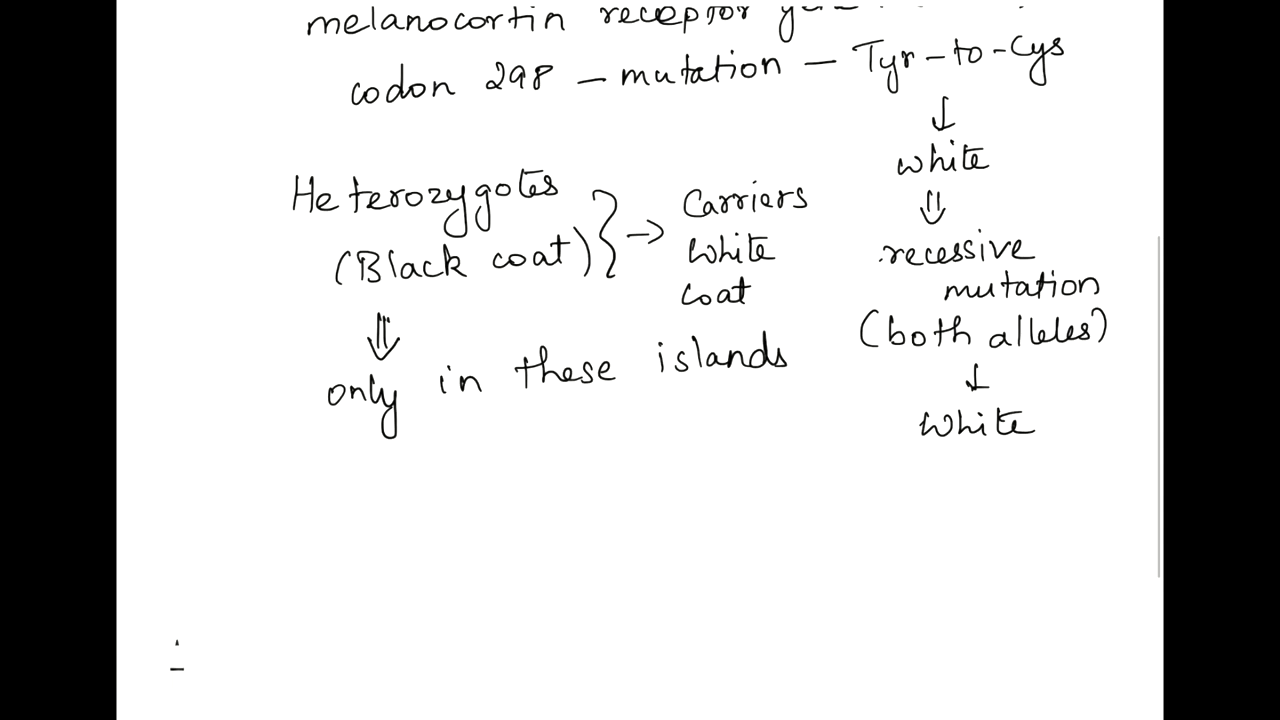 melanocortin receptor
codon 298 – mutation – Tyr-to-Cys
↓
white
⇓
recessive
mutation
(both alleles)
↓
white
Heterozygotes
(Black coat) } → Carriers
white
coat
⇓
only in these islands